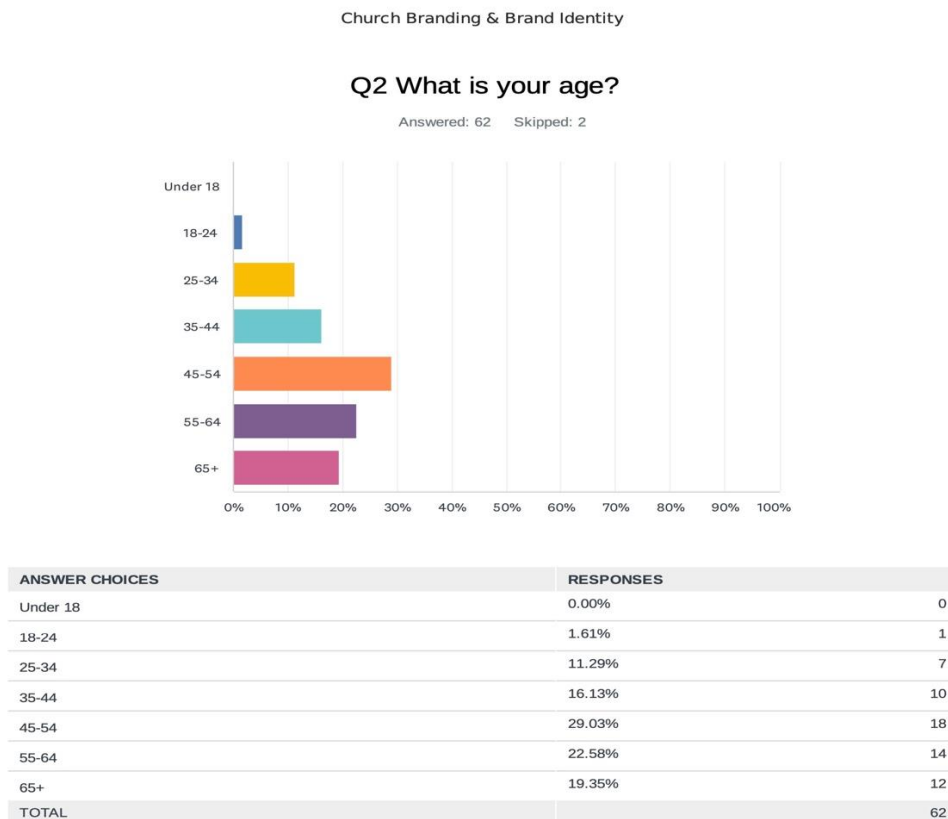 Church Branding & Brand Identity
Q2 What is your age?
Answered: 62 Skipped: 2
Under 18
18-24
25-34
35-44
45-54
55-64
65+
0% 10% 20% 30% 40% 50% 60% 70% 80% 90% 100%
ANSWER CHOICES RESPONSES
Under 18 0.00% 0
18-24 1.61% 1
25-34 11.29% 7
35-44 16.13% 10
45-54 29.03% 18
55-64 22.58% 14
65+ 19.35% 12
TOTAL 62